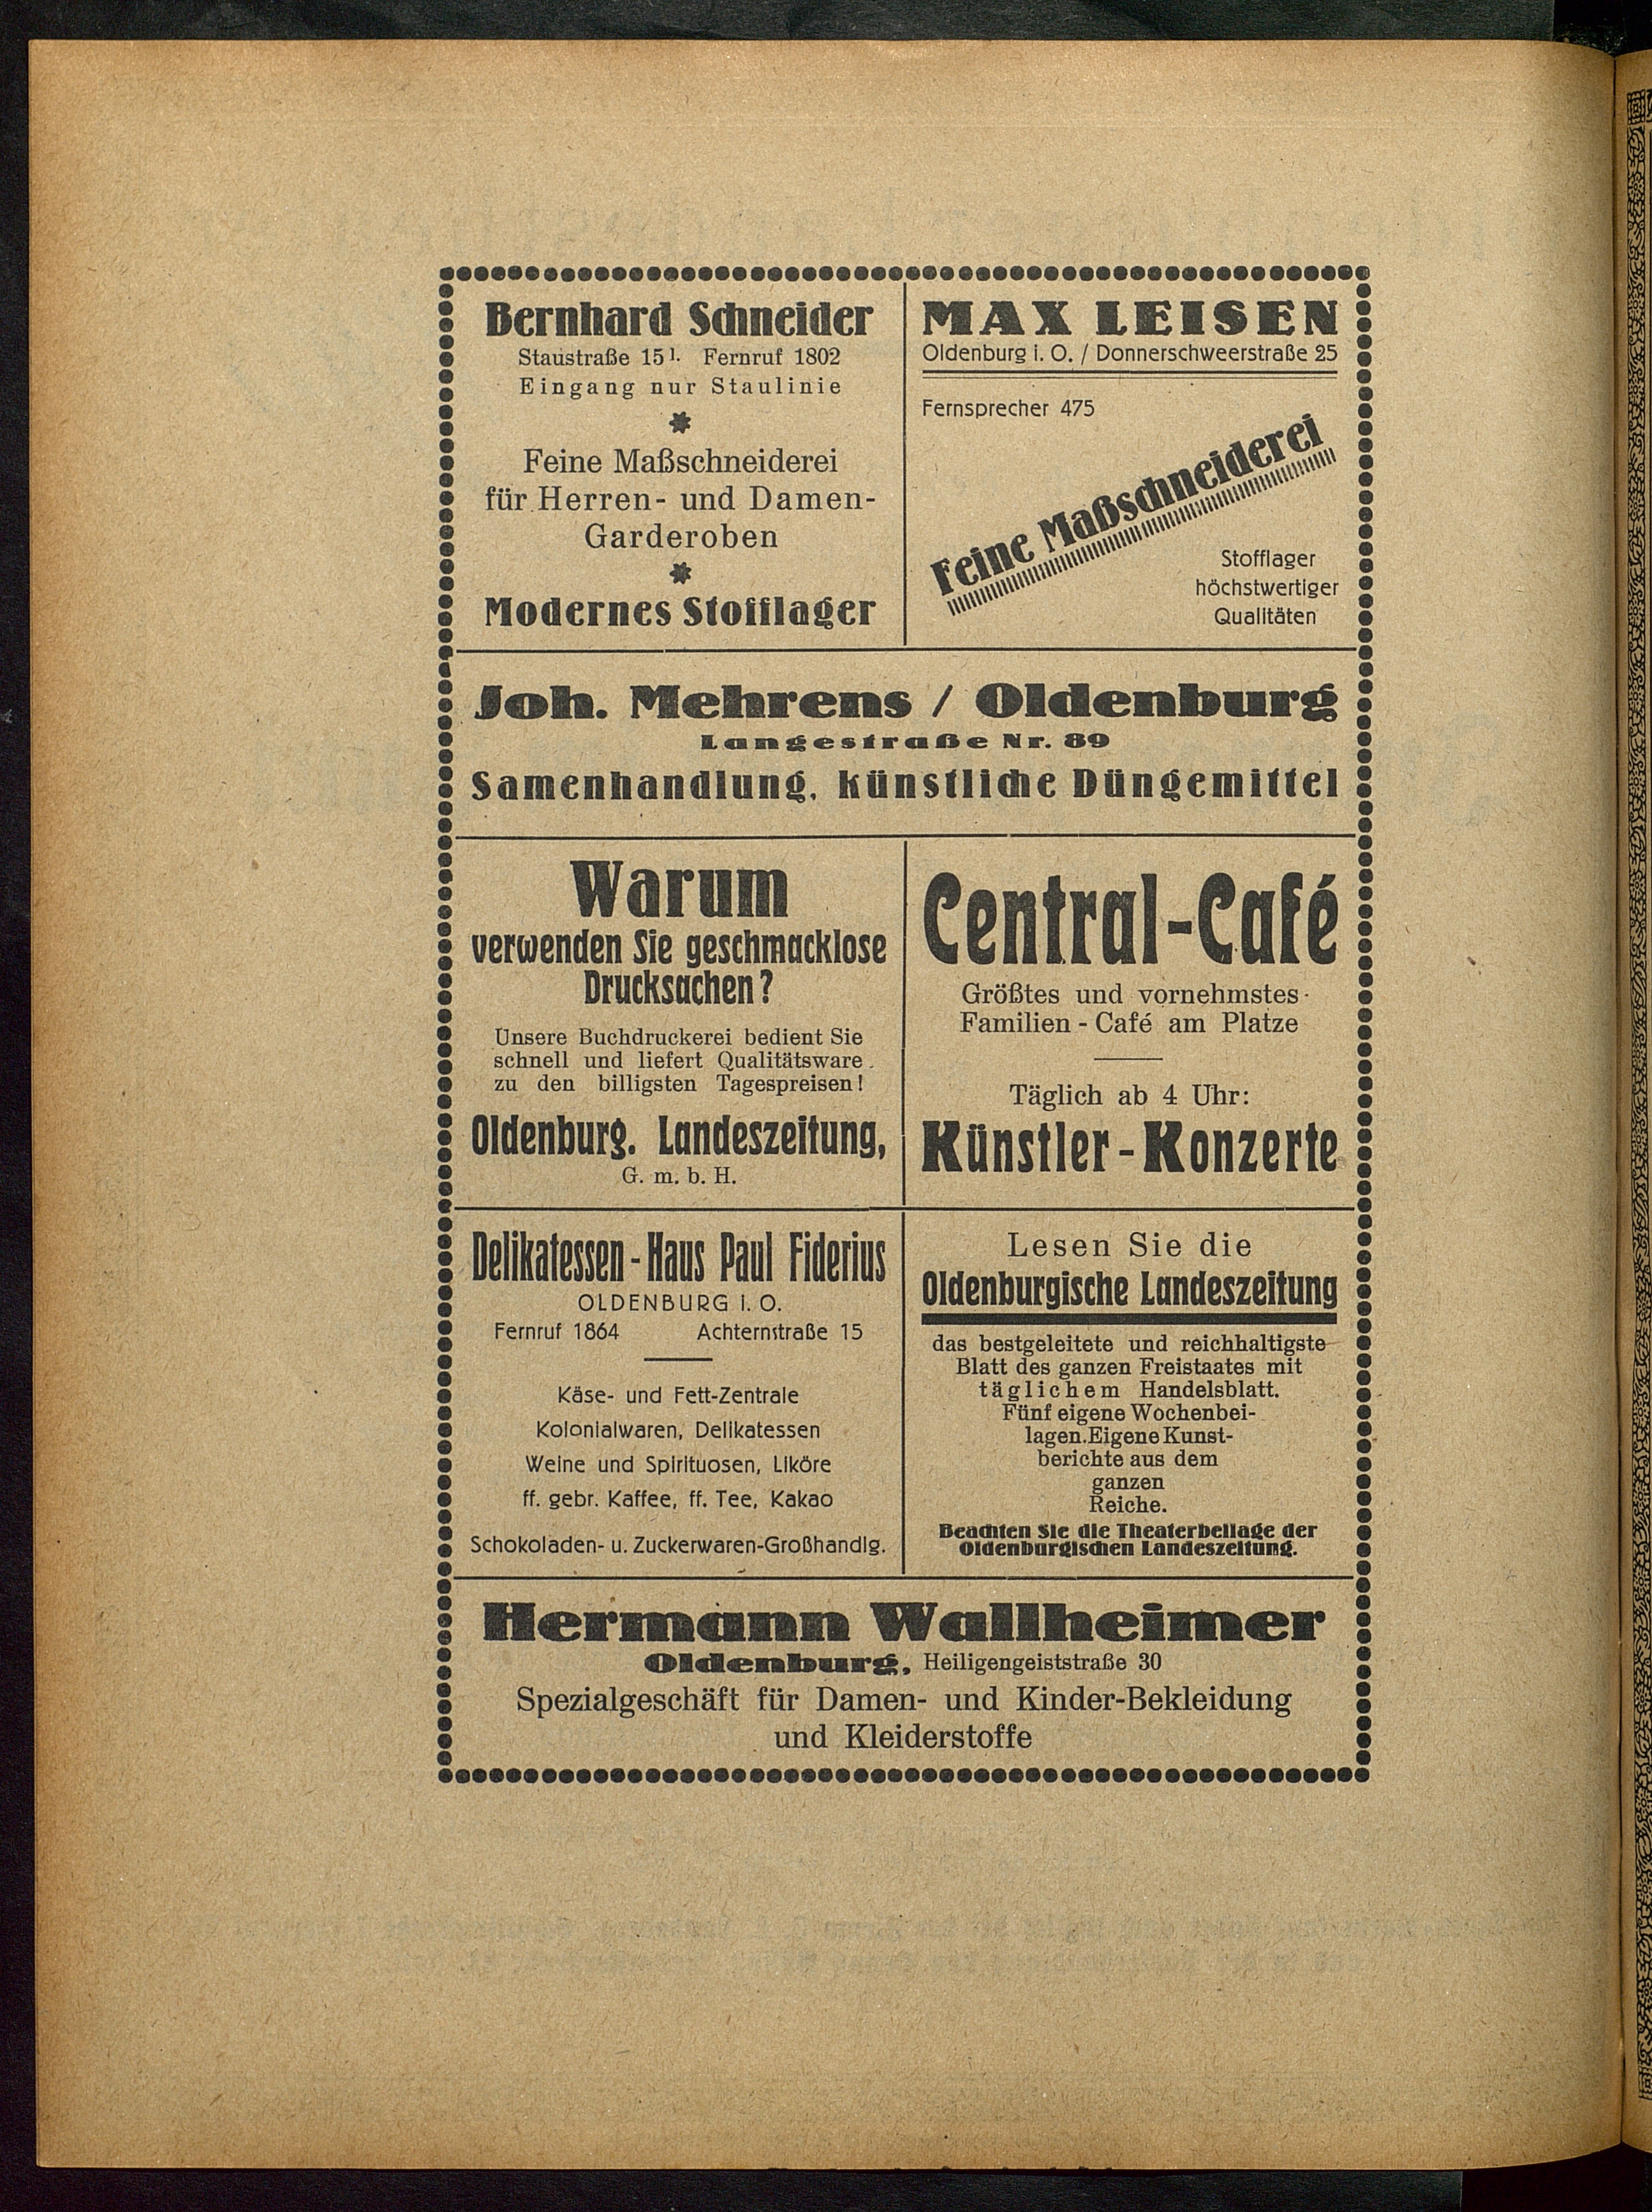 Bernhard Schneider
Staustraße 15 I. Fernruf 1802
Eingang nur Staulinie
Feine Maßschneiderei
für Herren- und Damen-
Garderoben
Modernes Stofflager
MAX LEISEN
Oldenburg i. O. / Donnerschweerstraße 25
Fernsprecher 475
Feine Maßschneiderei
Stofflager
höchstwertiger
Qualitäten
Joh. Mehrens / Oldenburg
Langestraße Nr. 89
Samenhandlung, künstliche Düngemittel
Warum
verwenden Sie geschmacklose
Drucksachen?
Unsere Buchdruckerei bedient Sie
schnell und liefert Qualitätsware
zu den billigsten Tagespreisen!
Oldenburg. Landeszeitung,
G. m. b. H.
Central-Café
Größtes und vornehmstes
Familien-Café am Platze
Täglich ab 4 Uhr:
Künstler-Konzerte
Delikatessen-Haus Paul Fiderius
OLDENBURG I. O.
Fernruf 1864 Achternstraße 15
Käse- und Fett-Zentrale
Kolonialwaren, Delikatessen
Weine und Spirituosen, Liköre
ff. gebr. Kaffee, ff. Tee, Kakao
Schokoladen- u. Zuckerwaren-Großhandlg.
Lesen Sie die
Oldenburgische Landeszeitung
das bestgeleitete und reichhaltigste
Blatt des ganzen Freistaates mit
täglichem Handelsblatt.
Fünf eigene Wochenbei-
lagen. Eigene Kunst-
berichte aus dem
ganzen
Reiche.
Beachten Sie die Theaterbeilage der
Oldenburgischen Landeszeitung.
Hermann Wallheimer
Oldenburg, Heiligengeiststraße 30
Spezialgeschäft für Damen- und Kinder-Bekleidung
und Kleiderstoffe